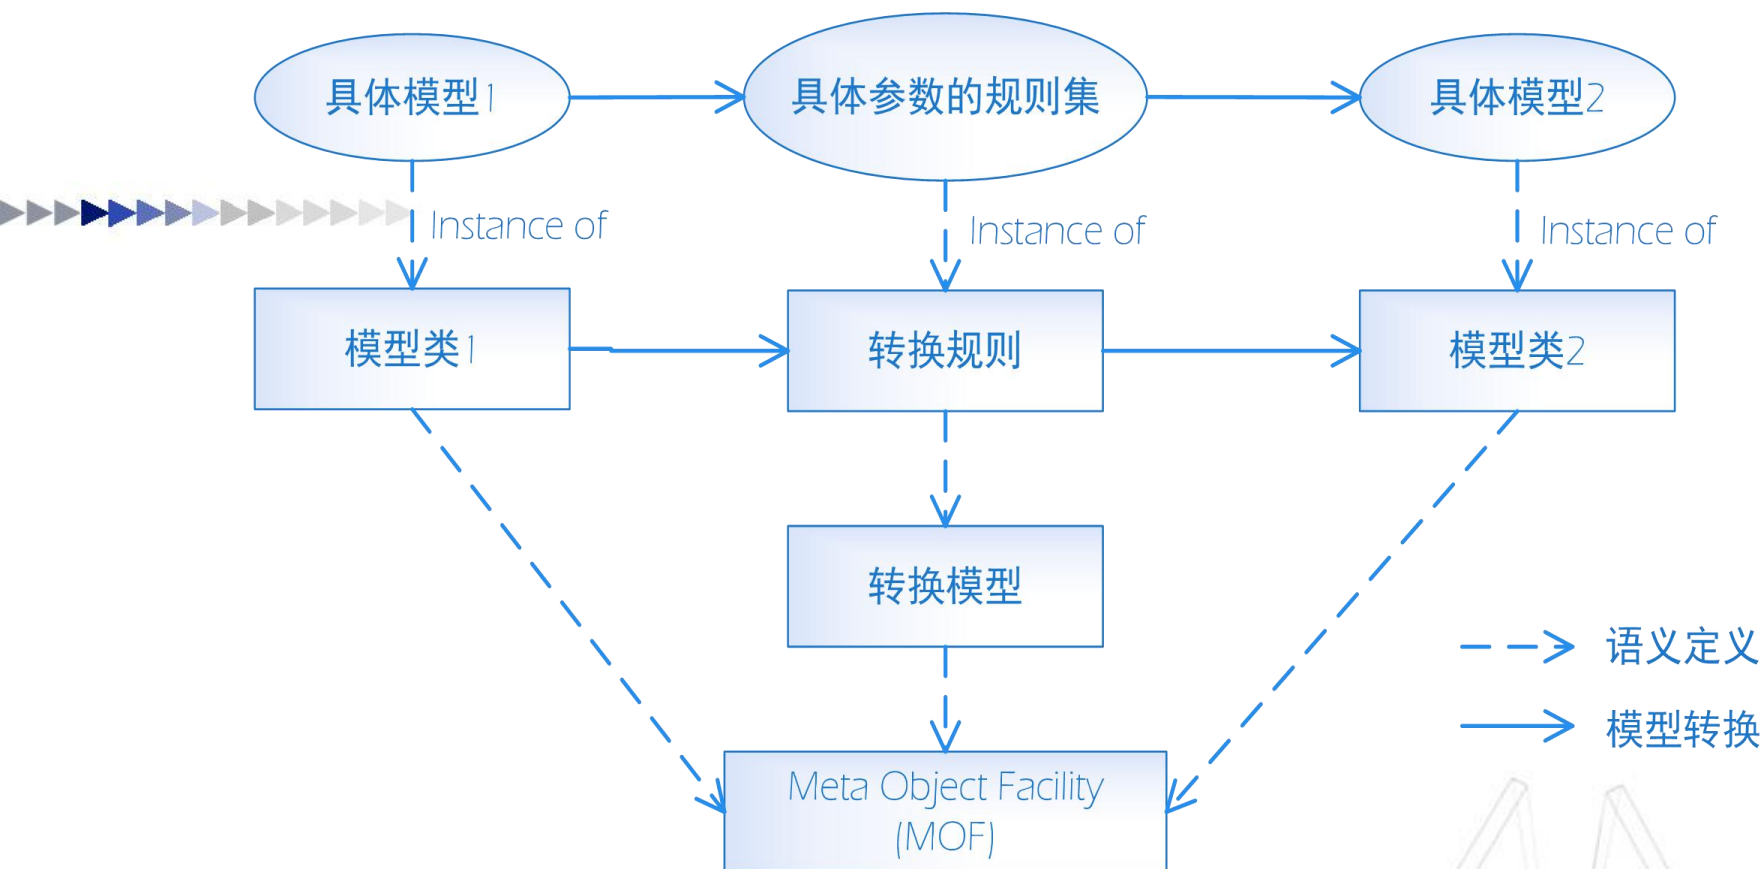 具体模型1
具体参数的规则集
具体模型2
Instance of
Instance of
Instance of
模型类1
转换规则
模型类2
转换模型
语义定义
模型转换
Meta Object Facility
(MOF)